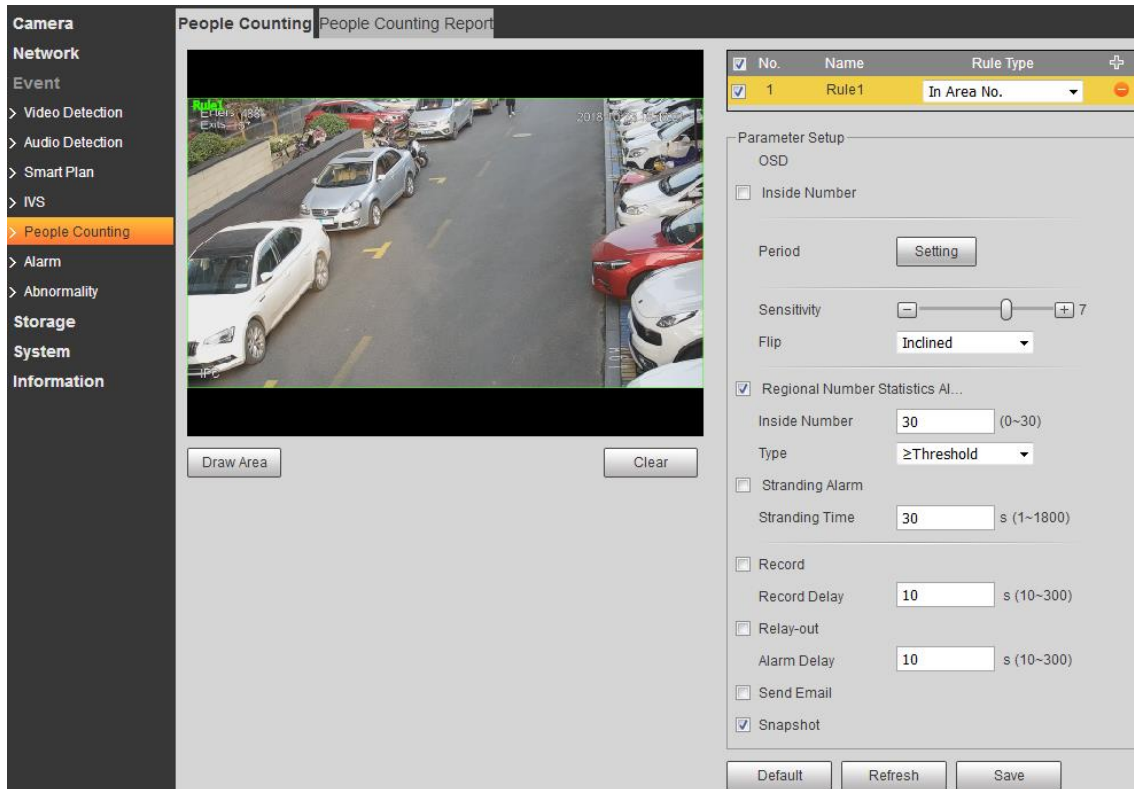 Camera
Network
Event
> Video Detection
> Audio Detection
> Smart Plan
> IVS
> People Counting
> Alarm
> Abnormality
Storage
System
Information
People Counting People Counting Report
Rule1
IPC
Draw Area Clear
No. Name Rule Type
1 Rule1 In Area No.
Parameter Setup
OSD
Inside Number
Period Setting
Sensitivity 7
Flip Inclined
Regional Number Statistics Al...
Inside Number 30 (0~30)
Type ≥Threshold
Stranding Alarm
Stranding Time 30 s (1~1800)
Record
Record Delay 10 s (10~300)
Relay-out
Alarm Delay 10 s (10~300)
Send Email
Snapshot
Default Refresh Save